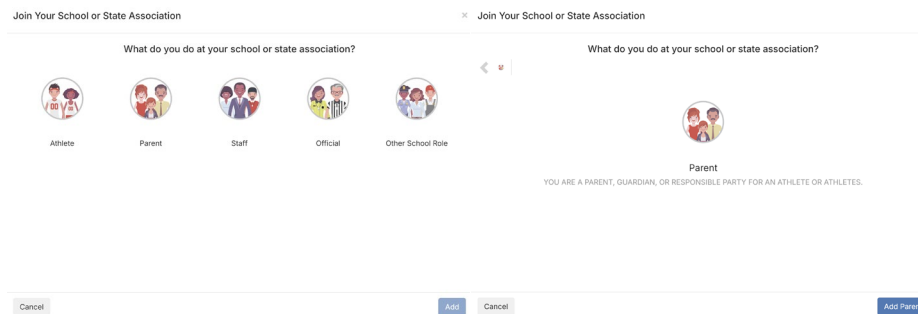 Join Your School or State Association
×
What do you do at your school or state association?
Athlete
Parent
Staff
Official
Other School Role
Cancel
Add
Join Your School or State Association
What do you do at your school or state association?
Parent
YOU ARE A PARENT, GUARDIAN, OR RESPONSIBLE PARTY FOR AN ATHLETE OR ATHLETES.
Cancel
Add Paren